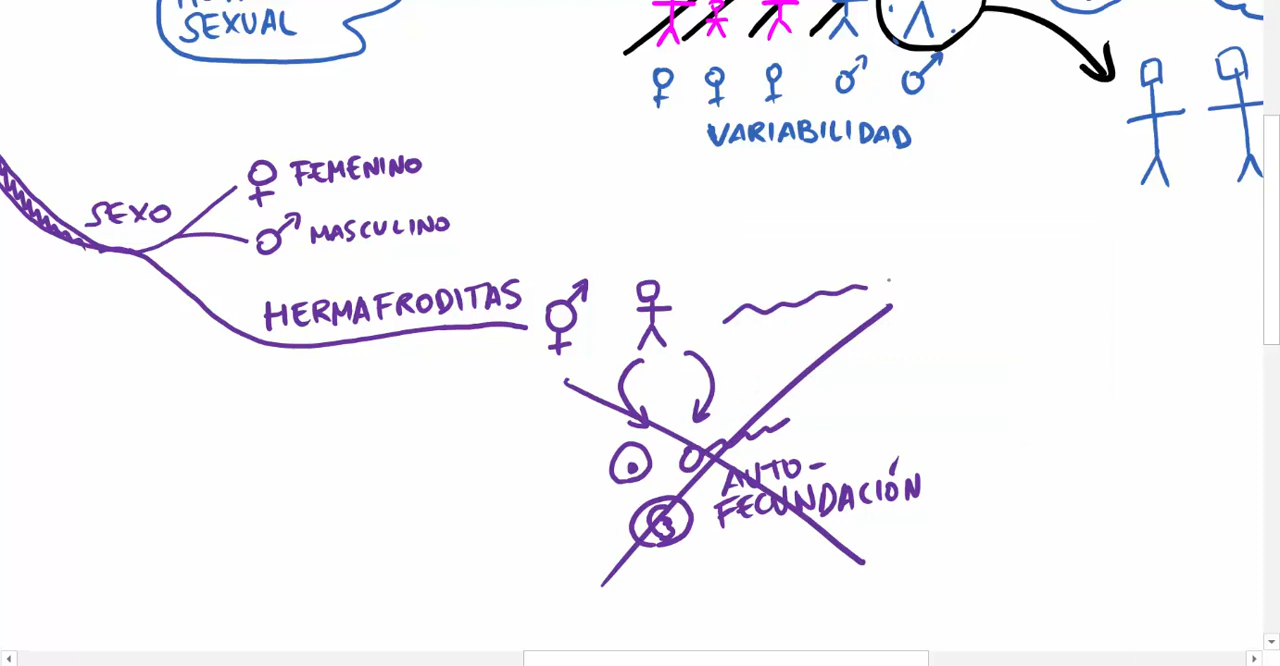 SEXUAL
♀ ♀ ♀ ♂ ♂
VARIABILIDAD
SEXO
♀ FEMENINO
♂ MASCULINO
HERMAFRODITAS
AUTO-
FECUNDACIÓN